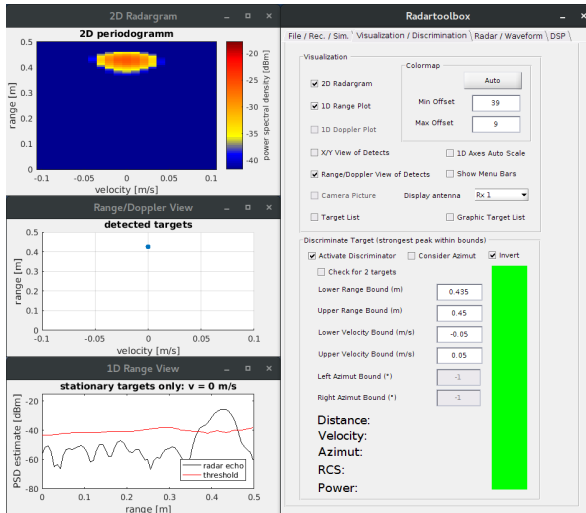 2D Radargram
2D periodogramm
0.5
0.4
0.3
0.2
0.1
0
-0.1
-0.05
0
0.05
0.1
range [m]
velocity [m/s]
-20
-25
-30
-35
-40
power spectral density [dBm]
Range/Doppler View
detected targets
0.5
0.4
0.3
0.2
0.1
0
-0.1
-0.05
0
0.05
0.1
range [m]
velocity [m/s]
1D Range View
stationary targets only: v = 0 m/s
-20
-40
-60
-80
0
0.1
0.2
0.3
0.4
0.5
PSD estimate [dBm]
range [m]
radar echo
threshold
Radartoolbox
File / Rec. / Sim.
Visualization / Discrimination
Radar / Waveform
DSP
Visualization
2D Radargram
1D Range Plot
1D Doppler Plot
X/Y View of Detects
Range/Doppler View of Detects
Camera Picture
Target List
Colormap
Auto
Min Offset
39
Max Offset
9
1D Axes Auto Scale
Show Menu Bars
Display antenna
Rx 1
Graphic Target List
Discriminate Target (strongest peak within bounds)
Activate Discriminator
Consider Azimut
Invert
Check for 2 targets
Lower Range Bound (m)
0.435
Upper Range Bound (m)
0.45
Lower Velocity Bound (m/s)
-0.05
Upper Velocity Bound (m/s)
0.05
Left Azimut Bound (°)
-1
Right Azimut Bound (°)
-1
Distance:
Velocity:
Azimut:
RCS:
Power: